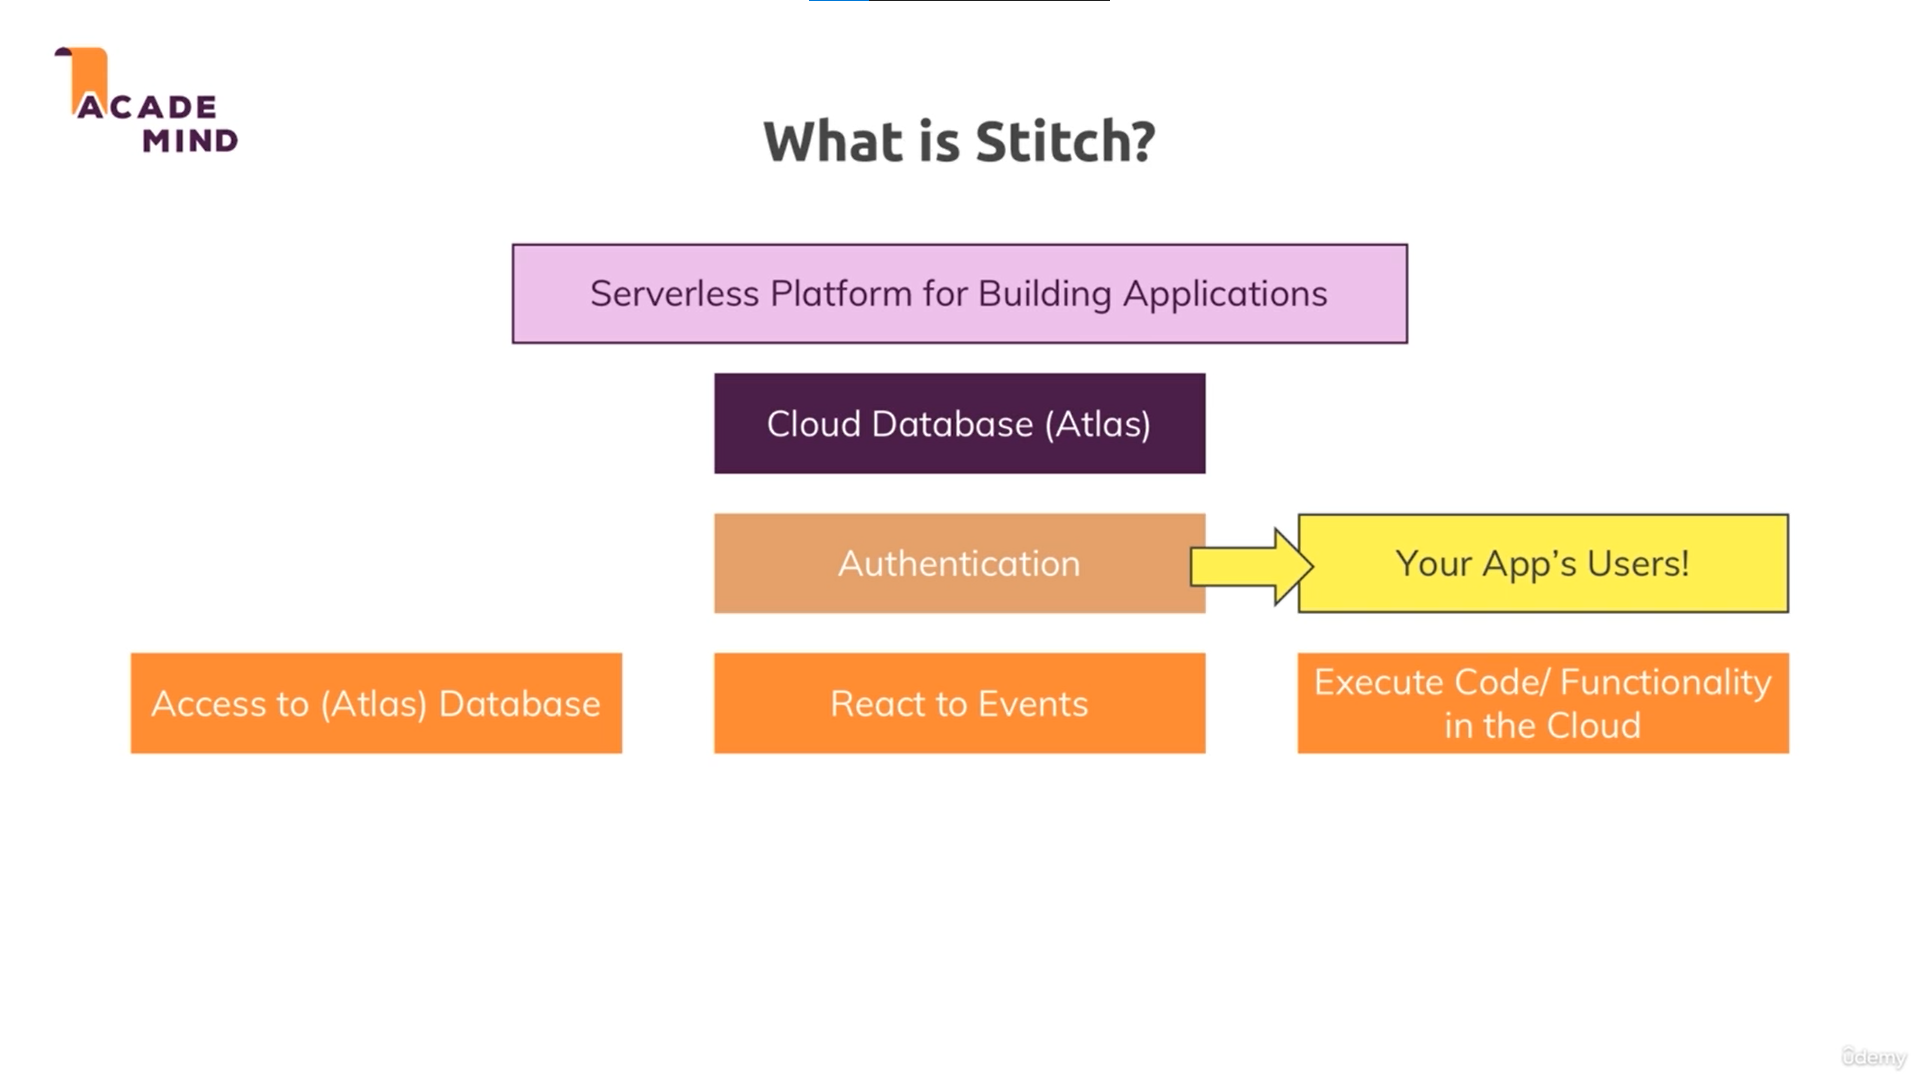 ACADE
MIND
What is Stitch?
Serverless Platform for Building Applications
Cloud Database (Atlas)
Authentication
Your App's Users!
Access to (Atlas) Database
React to Events
Execute Code/ Functionality
in the Cloud
ûdemy